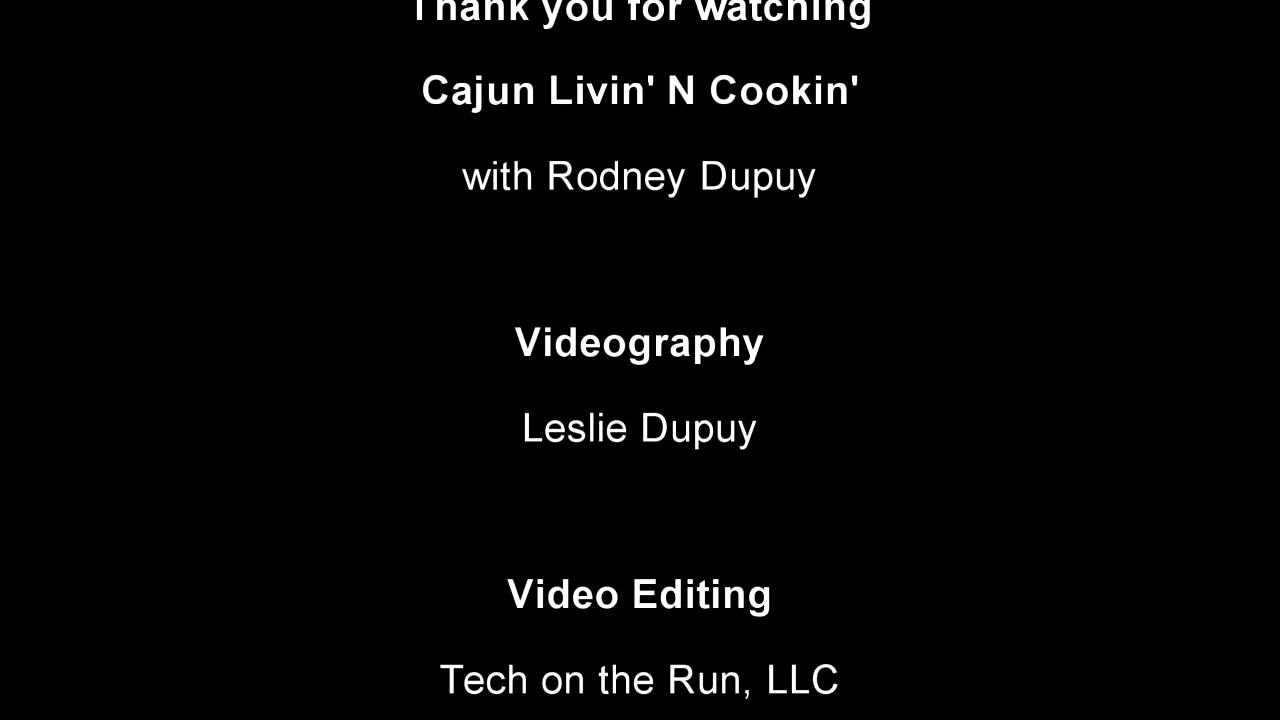 Thank you for watching
Cajun Livin' N Cookin'
with Rodney Dupuy
Videography
Leslie Dupuy
Video Editing
Tech on the Run, LLC